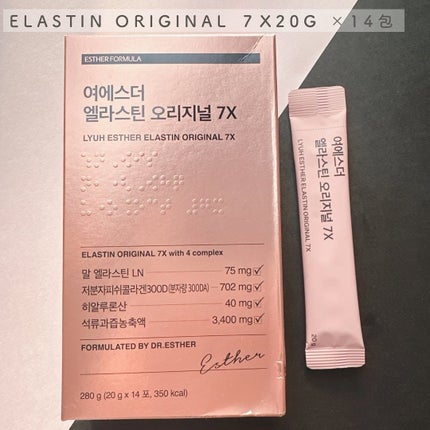 ELASTIN ORIGINAL 7X20G ×14包
ESTHER FORMULA
여에스더
엘라스틴 오리지널 7X
LYUH ESTHER ELASTIN ORIGINAL 7X
ELASTIN ORIGINAL 7X with 4 complex
말 엘라스틴 LN 75 mg
저분자피쉬콜라겐300D(분자량 300DA) 702 mg
히알루론산 40 mg
석류과즙농축액 3,400 mg
FORMULATED BY DR.ESTHER
Esther
280 g (20 g x 14 포, 350 kcal)
여에스더
엘라스틴 오리지널 7X
LYUH ESTHER ELASTIN ORIGINAL 7X
20 g